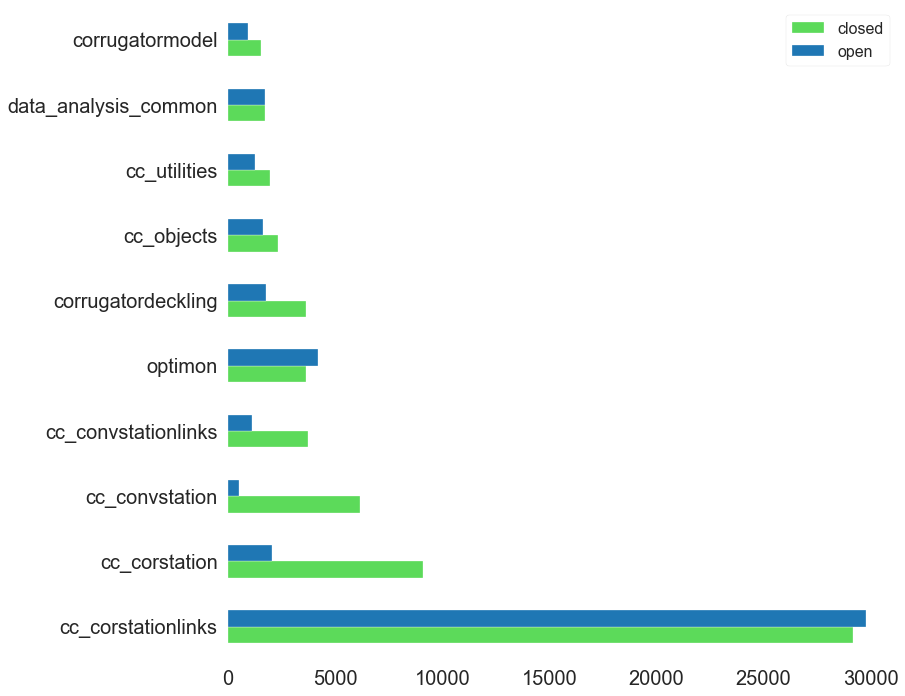 closed
open
corrugatormodel
data_analysis_common
cc_utilities
cc_objects
corrugatordeckling
optimon
cc_convstationlinks
cc_convstation
cc_corstation
cc_corstationlinks
0 5000 10000 15000 20000 25000 30000